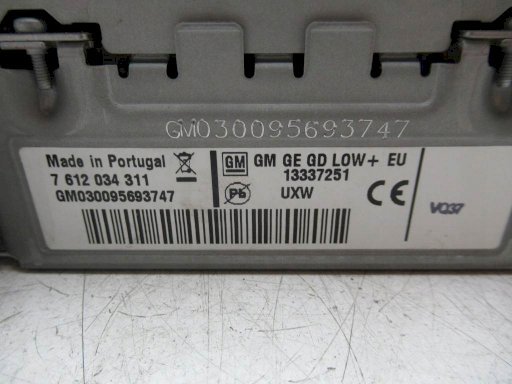 GM030095693747
Made in Portugal
7 612 034 311
GM030095693747
GM
GM GE GD LOW+ EU
13337251
Pb
UXW
CE
VQ37